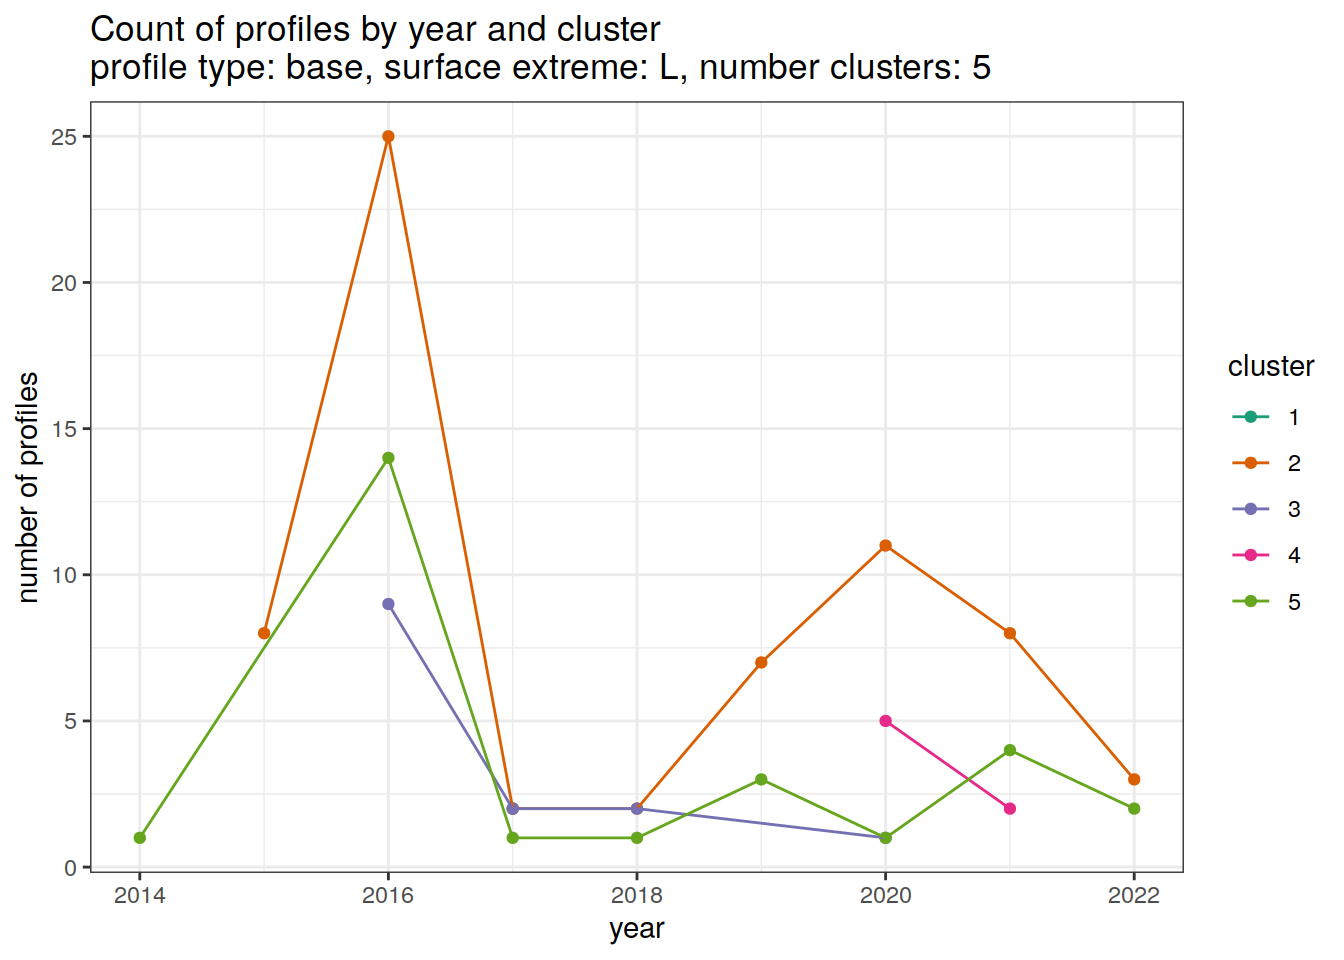 Count of profiles by year and cluster
profile type: base, surface extreme: L, number clusters: 5
25
20
15
10
5
0
number of profiles
2014 2016 2018 2020 2022
year
cluster
1
2
3
4
5